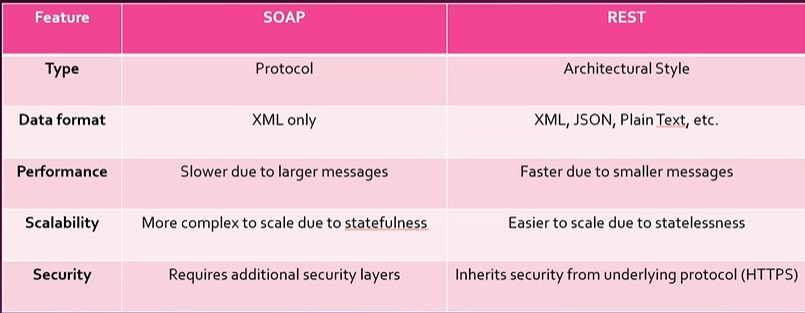 Feature SOAP REST
Type Protocol Architectural Style
Data format XML only XML, JSON, Plain Text, etc.
Performance Slower due to larger messages Faster due to smaller messages
Scalability More complex to scale due to statefulness Easier to scale due to statelessness
Security Requires additional security layers Inherits security from underlying protocol (HTTPS)